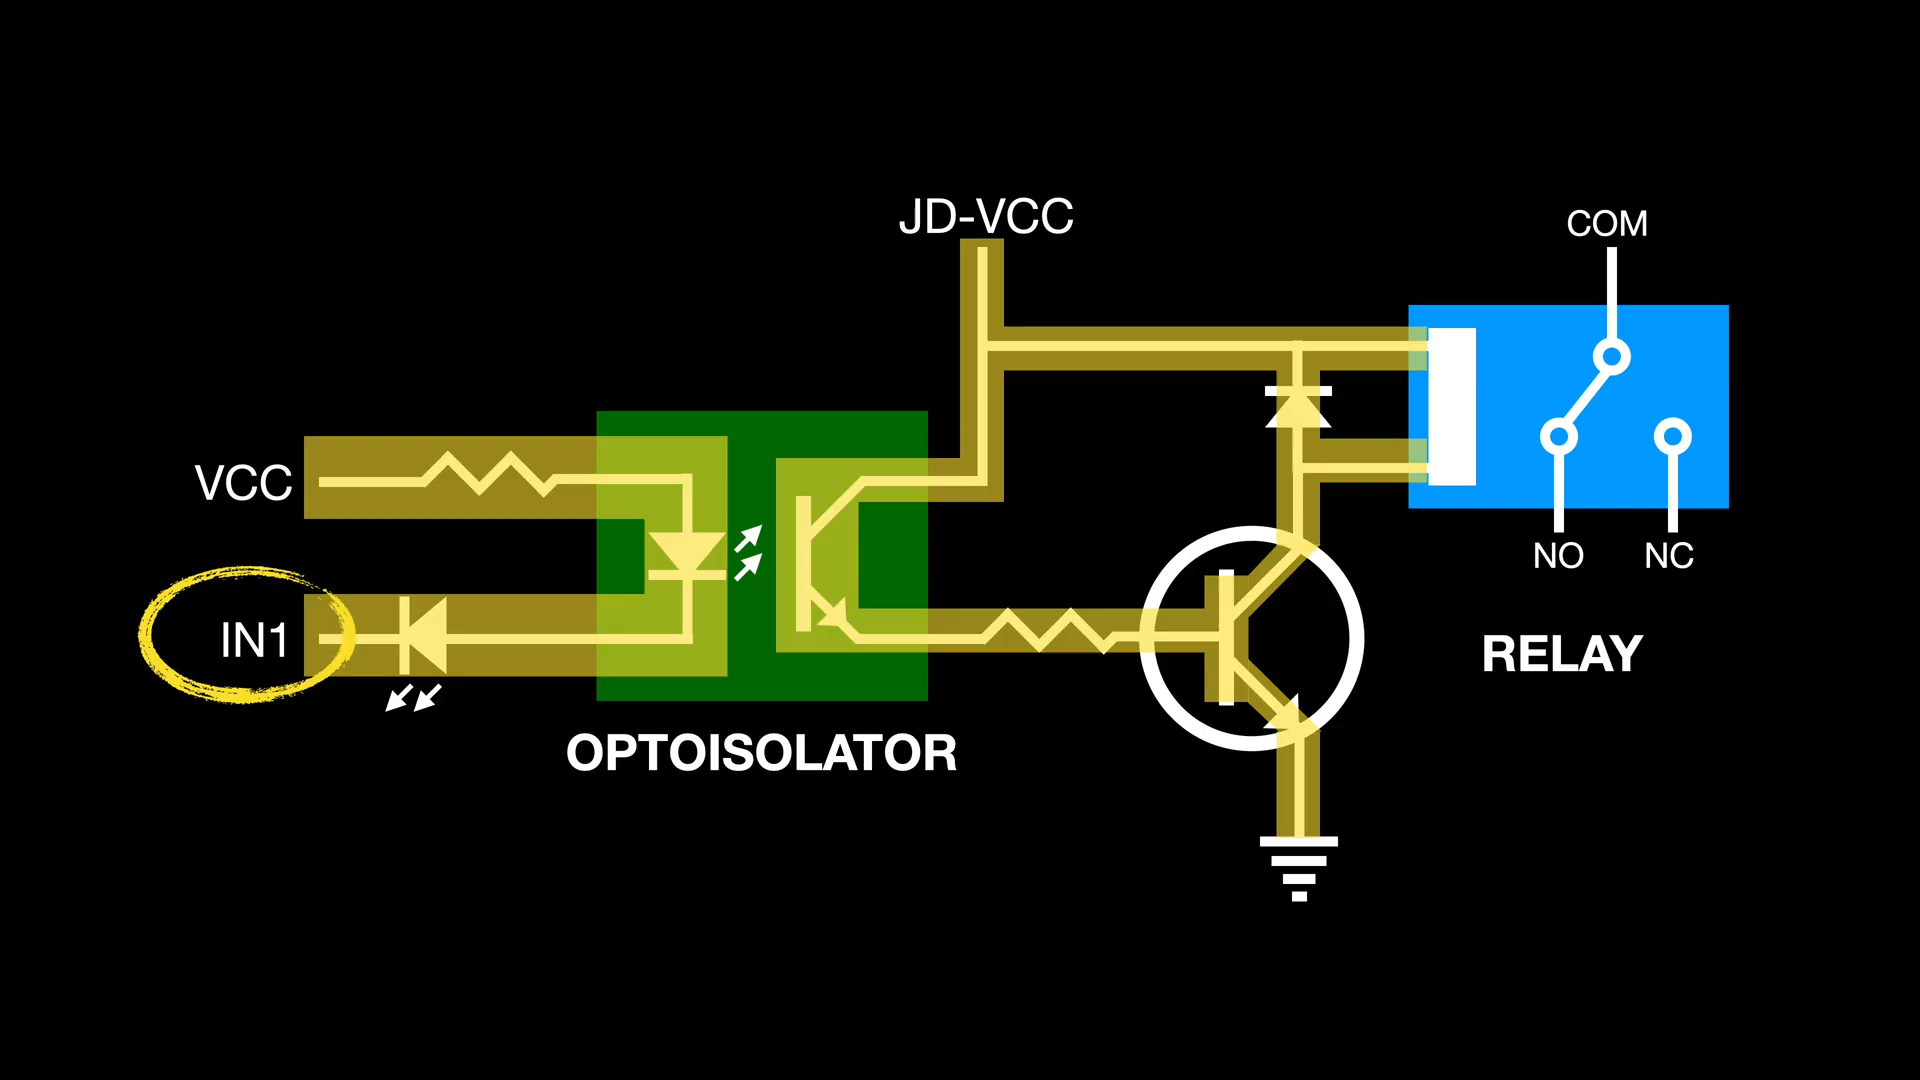 JD-VCC
COM
VCC
IN1
NO
NC
RELAY
OPTOISOLATOR